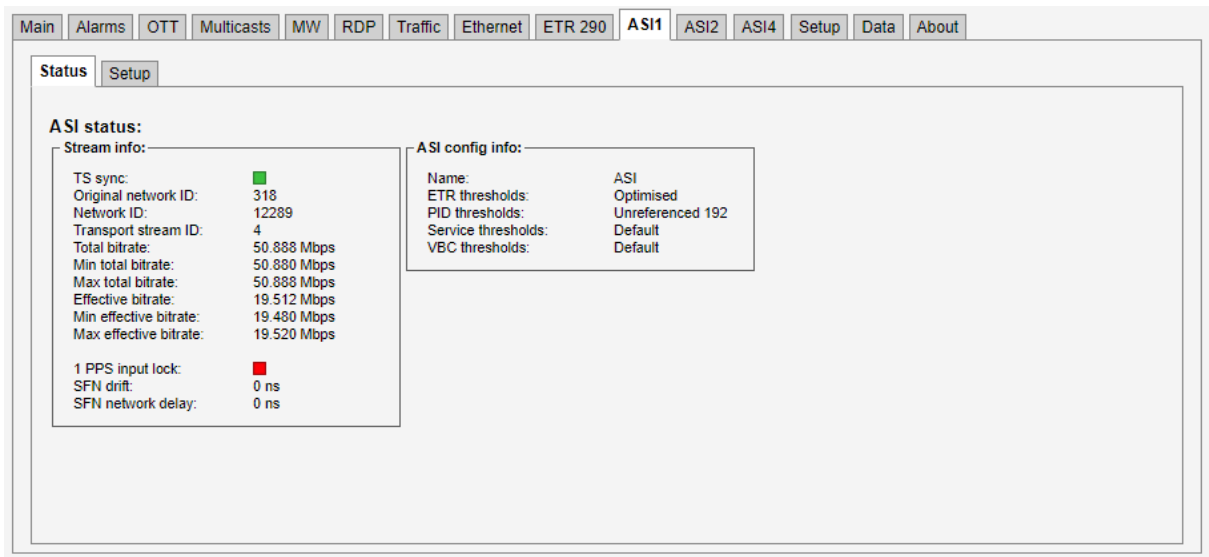 Main Alarms OTT Multicasts MW RDP Traffic Ethernet ETR 290 ASI1 ASI2 ASI4 Setup Data About
Status Setup
ASI status:
Stream info:
TS sync:
Original network ID: 318
Network ID: 12289
Transport stream ID: 4
Total bitrate: 50.888 Mbps
Min total bitrate: 50.880 Mbps
Max total bitrate: 50.888 Mbps
Effective bitrate: 19.512 Mbps
Min effective bitrate: 19.480 Mbps
Max effective bitrate: 19.520 Mbps
1 PPS input lock:
SFN drift: 0 ns
SFN network delay: 0 ns
ASI config info:
Name: ASI
ETR thresholds: Optimised
PID thresholds: Unreferenced 192
Service thresholds: Default
VBC thresholds: Default